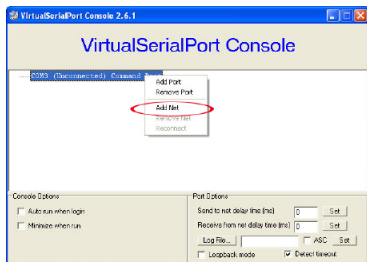 VirtualSerialPort Console 2.6.1
VirtualSerialPort Console
COM3 (Unconnected) Command
Add Port
Remove Port
Add Net
Remove Net
Reconnect
Console Options
Auto run when login
Minimize when run
Port Options
Send to net delay time (ms) 0 Set
Receive from net delay time (ms) 0 Set
Log File... ASC Set
Loopback mode Detect timeout